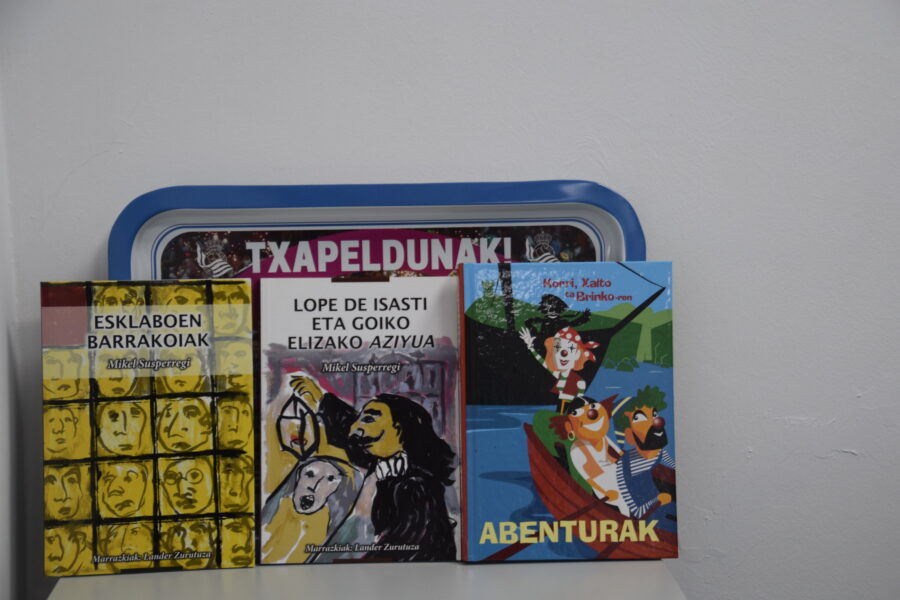 TXAPELDUNAK!
ESKLABOEN
BARRAKOIAK
Mikel Susperregi
Marrazkiak: Lander Zurutuza
LOPE DE ISASTI
ETA GOIKO
ELIZAKO AZIYUA
Mikel Susperregi
Marrazkiak: Lander Zurutuza
Korri, Xalto
ta Brinko-ren
ABENTURAK